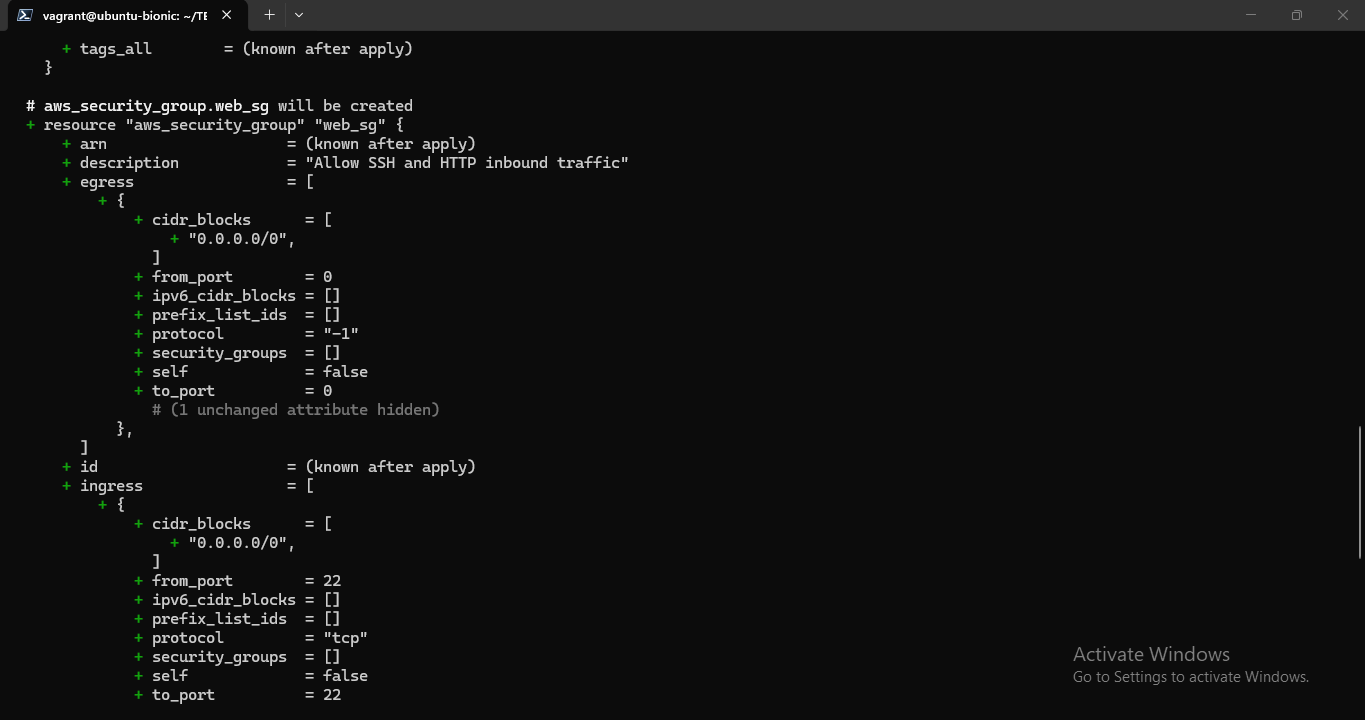 vagrant@ubuntu-bionic: ~/TE
+ tags_all        = (known after apply)
}
# aws_security_group.web_sg will be created
+ resource "aws_security_group" "web_sg" {
+ arn                    = (known after apply)
+ description            = "Allow SSH and HTTP inbound traffic"
+ egress                 = [
+ {
+ cidr_blocks      = [
+ "0.0.0.0/0",
]
+ from_port        = 0
+ ipv6_cidr_blocks = []
+ prefix_list_ids  = []
+ protocol         = "-1"
+ security_groups  = []
+ self             = false
+ to_port          = 0
# (1 unchanged attribute hidden)
},
]
+ id                     = (known after apply)
+ ingress                = [
+ {
+ cidr_blocks      = [
+ "0.0.0.0/0",
]
+ from_port        = 22
+ ipv6_cidr_blocks = []
+ prefix_list_ids  = []
+ protocol         = "tcp"
+ security_groups  = []
+ self             = false
+ to_port          = 22
Activate Windows
Go to Settings to activate Windows.